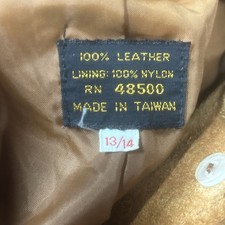 100% LEATHER
LINING: 100% NYLON
RN 48500
MADE IN TAIWAN
13/14